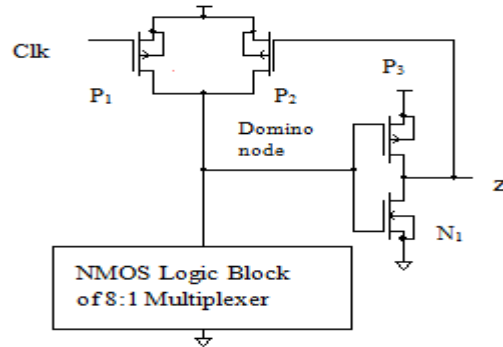 Clk
P1
P2
P3
Domino
node
z
N1
NMOS Logic Block
of 8:1 Multiplexer